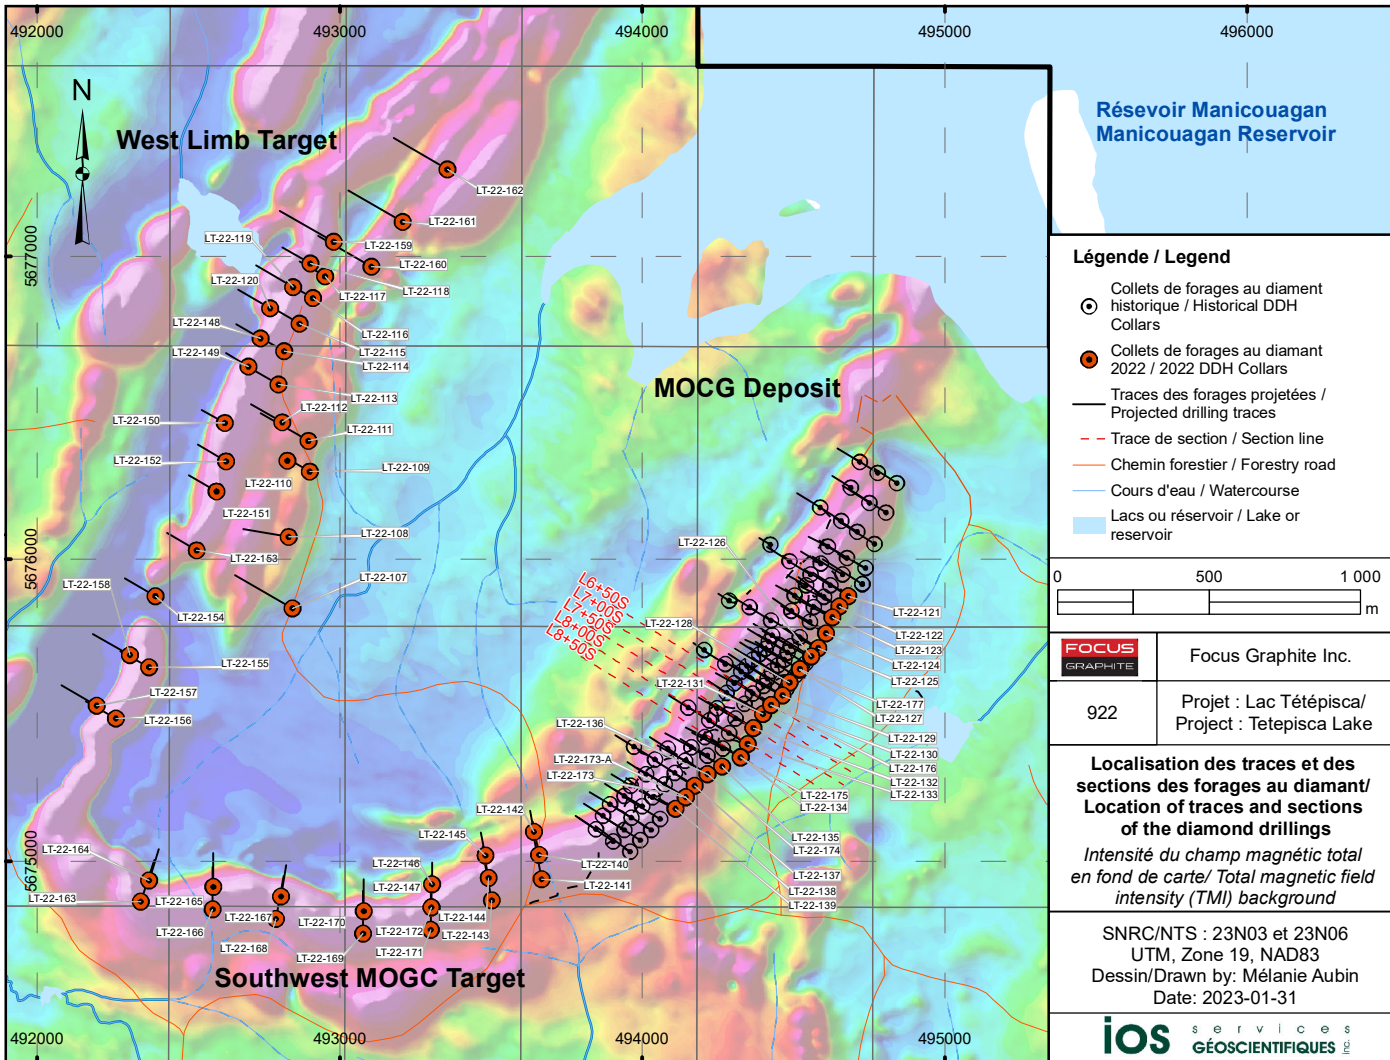 492000
493000
494000
495000
496000
N
West Limb Target
Résevoir Manicouagan
Manicouagan Reservoir
LT-22-162
LT-22-161
LT-22-119
LT-22-159
LT-22-160
LT-22-120
LT-22-118
LT-22-117
LT-22-148
LT-22-116
LT-22-149
LT-22-115
LT-22-114
LT-22-113
LT-22-150
LT-22-112
LT-22-111
LT-22-152
LT-22-109
LT-22-110
LT-22-151
LT-22-108
LT-22-153
LT-22-158
LT-22-107
LT-22-154
LT-22-155
LT-22-157
LT-22-156
5677000
5676000
5675000
MOCG Deposit
LT-22-126
L6+50S
L7+00S
L7+50S
L8+00S
L8+50S
LT-22-128
LT-22-121
LT-22-122
LT-22-123
LT-22-124
LT-22-125
LT-22-131
LT-22-177
LT-22-127
LT-22-136
LT-22-129
LT-22-130
LT-22-173-A
LT-22-176
LT-22-173
LT-22-132
LT-22-133
LT-22-175
LT-22-134
LT-22-142
LT-22-145
LT-22-135
LT-22-174
LT-22-164
LT-22-146
LT-22-140
LT-22-137
LT-22-147
LT-22-141
LT-22-138
LT-22-163
LT-22-165
LT-22-139
LT-22-167
LT-22-170
LT-22-144
LT-22-166
LT-22-172
LT-22-143
LT-22-168
LT-22-169
LT-22-171
Southwest MOGC Target
492000
493000
494000
495000
Légende / Legend
Collets de forages au diament
historique / Historical DDH
Collars
Collets de forages au diamant
2022 / 2022 DDH Collars
Traces des forages projetées /
Projected drilling traces
Trace de section / Section line
Chemin forestier / Forestry road
Cours d'eau / Watercourse
Lacs ou réservoir / Lake or
reservoir
0 500 1 000
m
FOCUS
GRAPHITE
Focus Graphite Inc.
922
Projet : Lac Tétépisca/
Project : Tetepisca Lake
Localisation des traces et des
sections des forages au diamant/
Location of traces and sections
of the diamond drillings
Intensité du champ magnétic total
en fond de carte/ Total magnetic field
intensity (TMI) background
SNRC/NTS : 23N03 et 23N06
UTM, Zone 19, NAD83
Dessin/Drawn by: Mélanie Aubin
Date: 2023-01-31
iOS services
GÉOSCIENTIFIQUES inc.